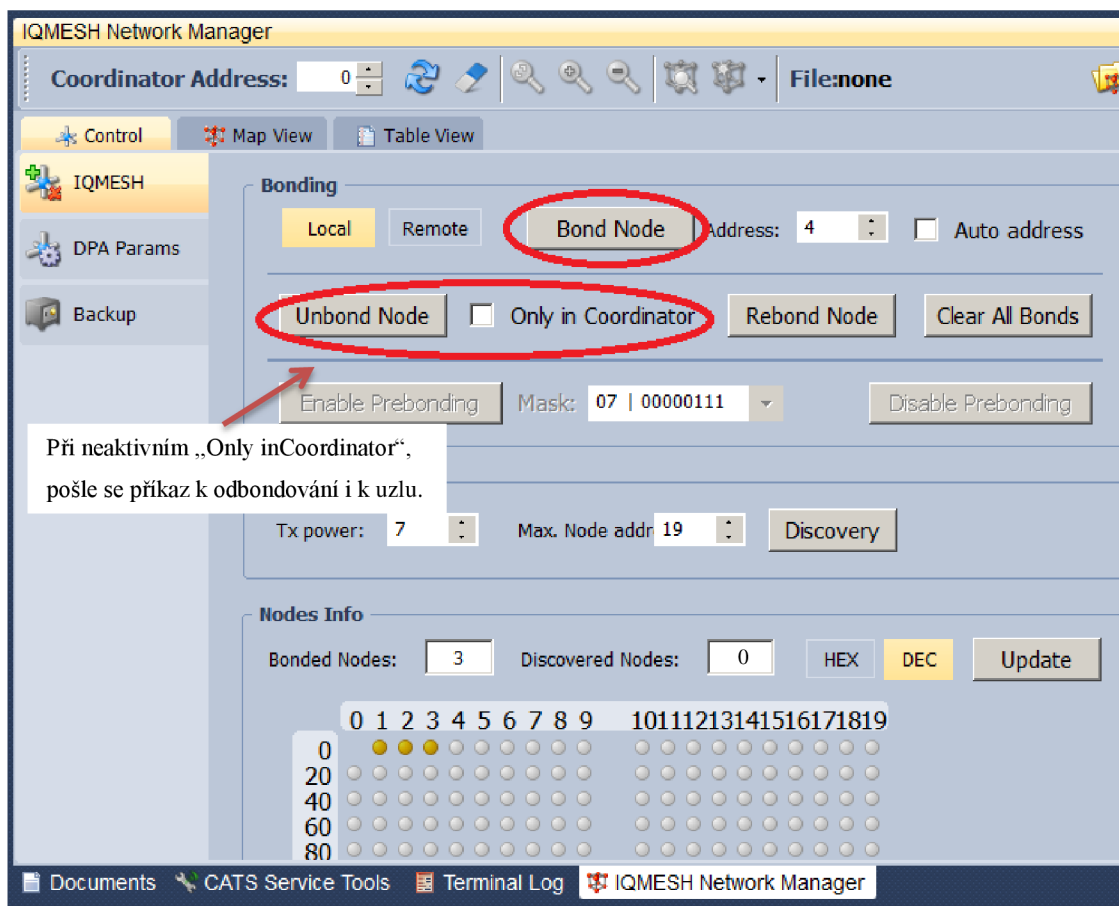 IQMESH Network Manager
Coordinator Address: 0 File:none
Control Map View Table View
IQMESH
DPA Params
Backup
Bonding
Local Remote Bond Node Address: 4 Auto address
Unbond Node Only in Coordinator Rebond Node Clear All Bonds
Enable Prebonding Mask: 07 | 00000111 Disable Prebonding
Při neaktivním „Only inCoordinator“,
pošle se příkaz k odbondování i k uzlu.
Tx power: 7 Max. Node addr 19 Discovery
Nodes Info
Bonded Nodes: 3 Discovered Nodes: 0 HEX DEC Update
0 1 2 3 4 5 6 7 8 9 10111213141516171819
0
20
40
60
80
Documents CATS Service Tools Terminal Log IQMESH Network Manager